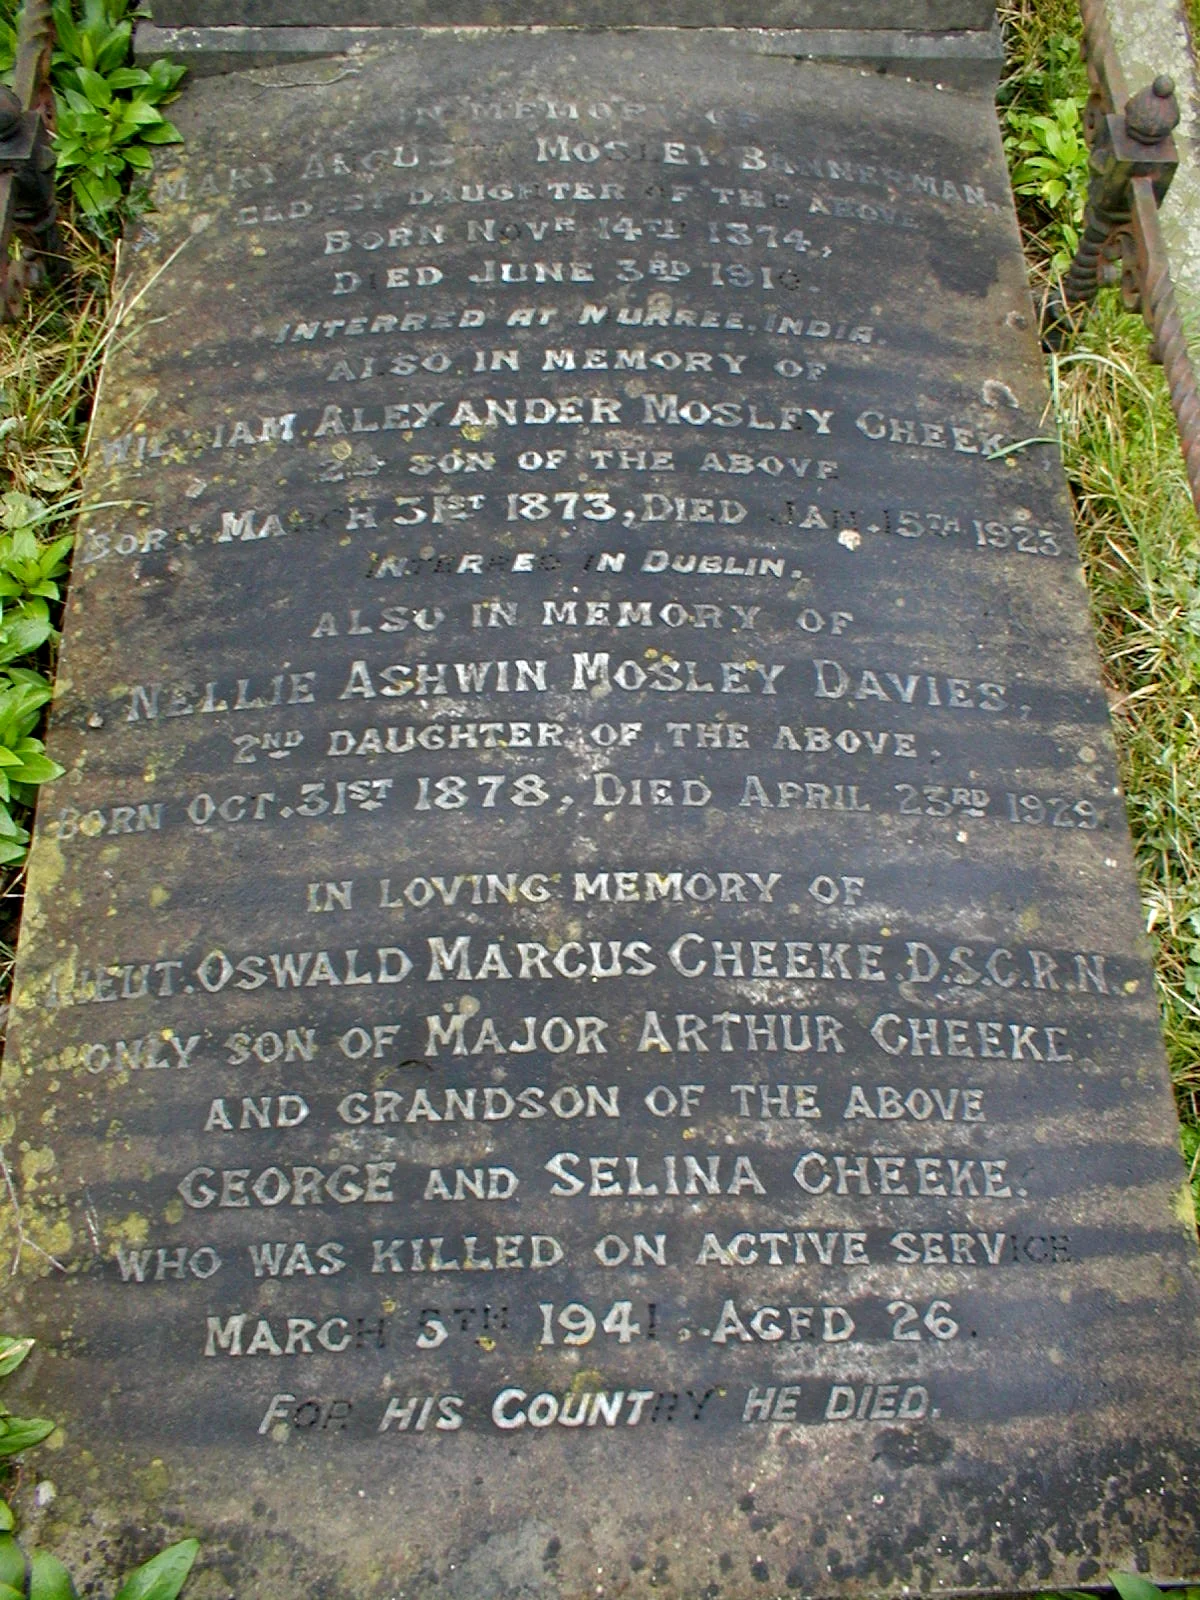 IN MEMORY OF
MARY AUGUSTA MOSLEY BANNERMAN,
ELDEST DAUGHTER OF THE ABOVE
BORN NOVR 14TH 1874,
DIED JUNE 3RD
INTERRED AT MURREE, INDIA.
ALSO IN MEMORY OF
WILLIAM ALEXANDER MOSLEY CHEEKE,
2ND SON OF THE ABOVE
BORN MARCH 31ST 1873, DIED JAN. 15TH 1923
INTERRED IN DUBLIN.
ALSO IN MEMORY OF
NELLIE ASHWIN MOSLEY DAVIES,
2ND DAUGHTER OF THE ABOVE.
BORN OCT. 31ST 1878, DIED APRIL 23RD 1929.
IN LOVING MEMORY OF
LIEUT. OSWALD MARCUS CHEEKE D.S.C. R.N.
ONLY SON OF MAJOR ARTHUR CHEEKE
AND GRANDSON OF THE ABOVE
GEORGE AND SELINA CHEEKE.
WHO WAS KILLED ON ACTIVE SERVICE
MARCH 5TH 1941. AGED 26.
FOR HIS COUNTRY HE DIED.